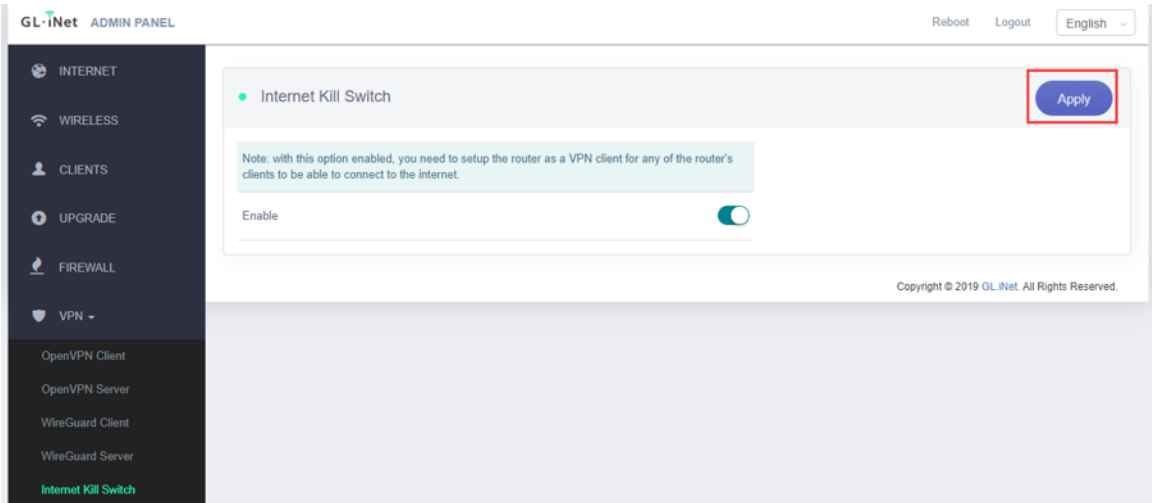 GL·iNet ADMIN PANEL
Reboot Logout English
INTERNET
WIRELESS
CLIENTS
UPGRADE
FIREWALL
VPN
OpenVPN Client
OpenVPN Server
WireGuard Client
WireGuard Server
Internet Kill Switch
Internet Kill Switch
Apply
Note: with this option enabled, you need to setup the router as a VPN client for any of the router's
clients to be able to connect to the internet.
Enable
Copyright © 2019 GL.iNet. All Rights Reserved.